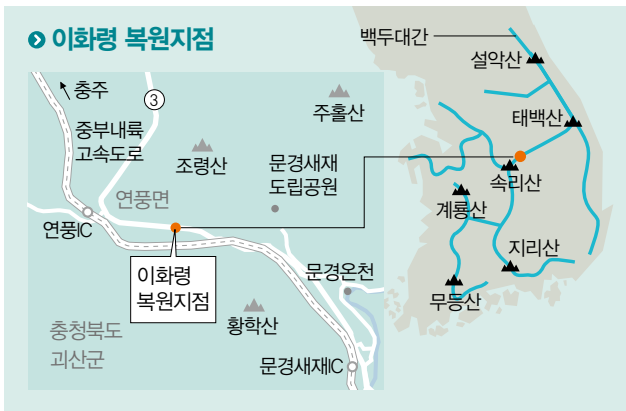 이화령 복원지점
충주
3
중부내륙
고속도로
주흘산
조령산
문경새재
도립공원
연풍면
연풍IC
이화령
복원지점
문경온천
황학산
충청북도
괴산군
문경새재IC
백두대간
설악산
태백산
속리산
계룡산
지리산
무등산